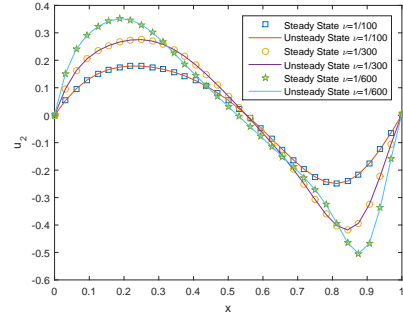 0.4
0.3
0.2
0.1
0
-0.1
-0.2
-0.3
-0.4
-0.5
-0.6
u2
Steady State ν=1/100
Unsteady State ν=1/100
Steady State ν=1/300
Unsteady State ν=1/300
Steady State ν=1/600
Unsteady State ν=1/600
0 0.1 0.2 0.3 0.4 0.5 0.6 0.7 0.8 0.9 1
x